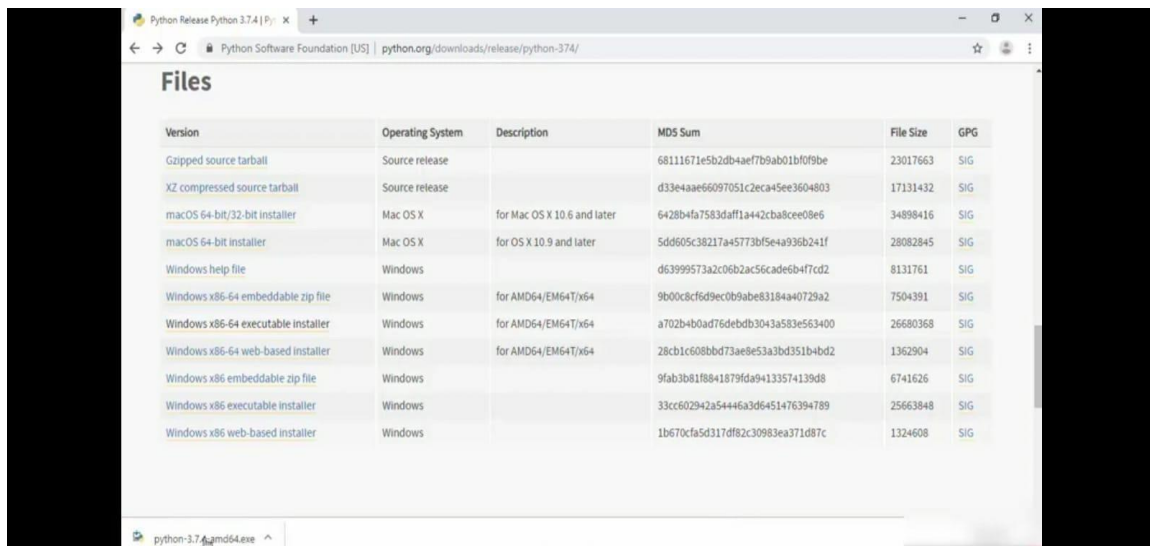 Python Release Python 3.7.4 | Py
Python Software Foundation [US] | python.org/downloads/release/python-374/
Files
Version Operating System Description MD5 Sum File Size GPG
Gzipped source tarball Source release 68111671e5b2db4aef7b9ab01bf0f9be 23017663 SIG
XZ compressed source tarball Source release d33e4aae66097051c2eca45ee3604803 17131432 SIG
macOS 64-bit/32-bit installer Mac OS X for Mac OS X 10.6 and later 6428b4fa7583daff1a442cba8cee08e6 34898416 SIG
macOS 64-bit installer Mac OS X for OS X 10.9 and later 5dd605c38217a45773bf5e4a936b241f 28082845 SIG
Windows help file Windows d63999573a2c06b2ac56cade6b4f7cd2 8131761 SIG
Windows x86-64 embeddable zip file Windows for AMD64/EM64T/x64 9b00c8cf6d9ec0b9abe83184a40729a2 7504391 SIG
Windows x86-64 executable installer Windows for AMD64/EM64T/x64 a702b4b0ad76debdb3043a583e563400 26680368 SIG
Windows x86-64 web-based installer Windows for AMD64/EM64T/x64 28cb1c608bbd73ae8e53a3bd351b4bd2 1362904 SIG
Windows x86 embeddable zip file Windows 9fab3b81f8841879fda94133574139d8 6741626 SIG
Windows x86 executable installer Windows 33cc602942a54446a3d6451476394789 25663848 SIG
Windows x86 web-based installer Windows 1b670cfa5d317df82c30983ea371d87c 1324608 SIG
python-3.7.4-amd64.exe